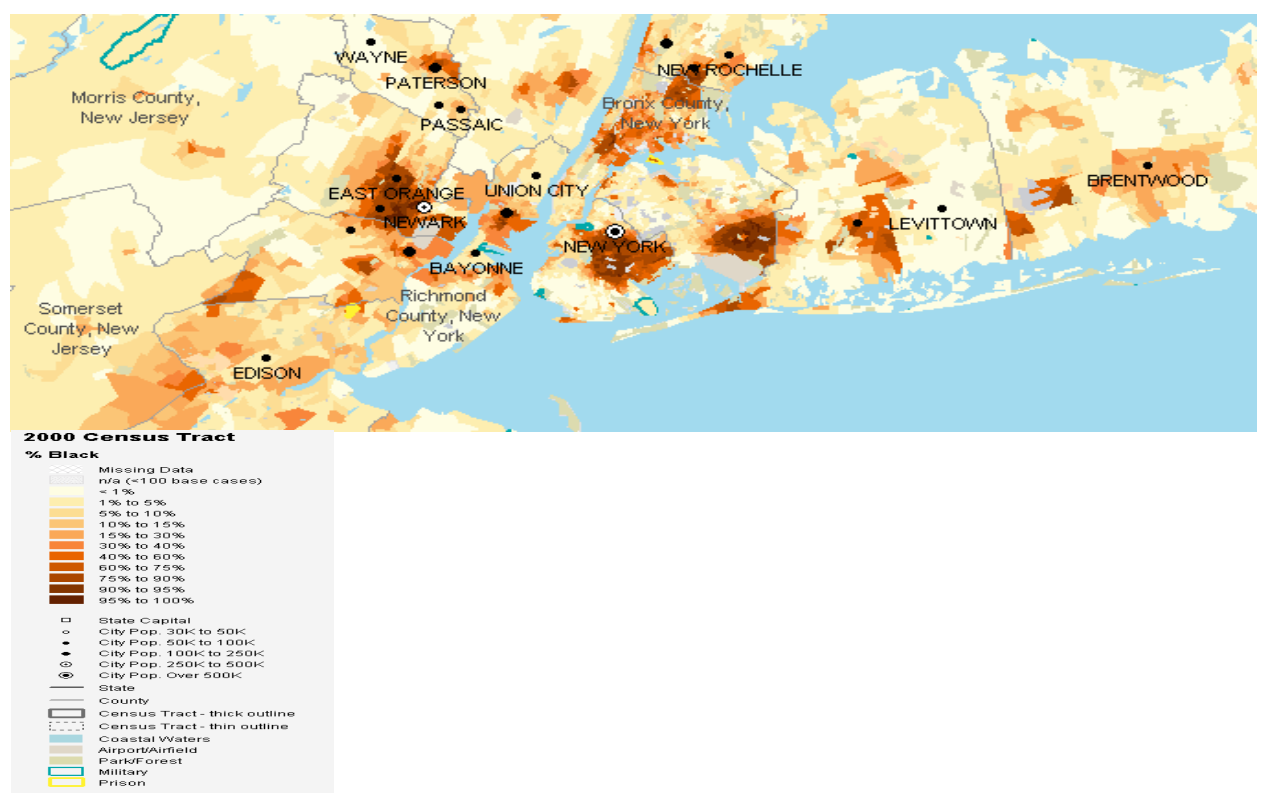 WAYNE
NEW ROCHELLE
PATERSON
Morris County,
New Jersey
Bronx County,
New York
PASSAIC
BRENTWOOD
EAST ORANGE
UNION CITY
NEWARK
LEVITTOWN
NEW YORK
BAYONNE
Richmond
County, New
York
Somerset
County, New
Jersey
EDISON
2000 Census Tract
% Black
Missing Data
n/a (<100 base cases)
< 1%
1% to 5%
5% to 10%
10% to 15%
15% to 30%
30% to 40%
40% to 60%
60% to 75%
75% to 90%
90% to 95%
95% to 100%
State Capital
City Pop. 30K to 50K
City Pop. 50K to 100K
City Pop. 100K to 250K
City Pop. 250K to 500K
City Pop. Over 500K
State
County
Census Tract - thick outline
Census Tract - thin outline
Coastal Waters
Airport/Airfield
Park/Forest
Military
Prison